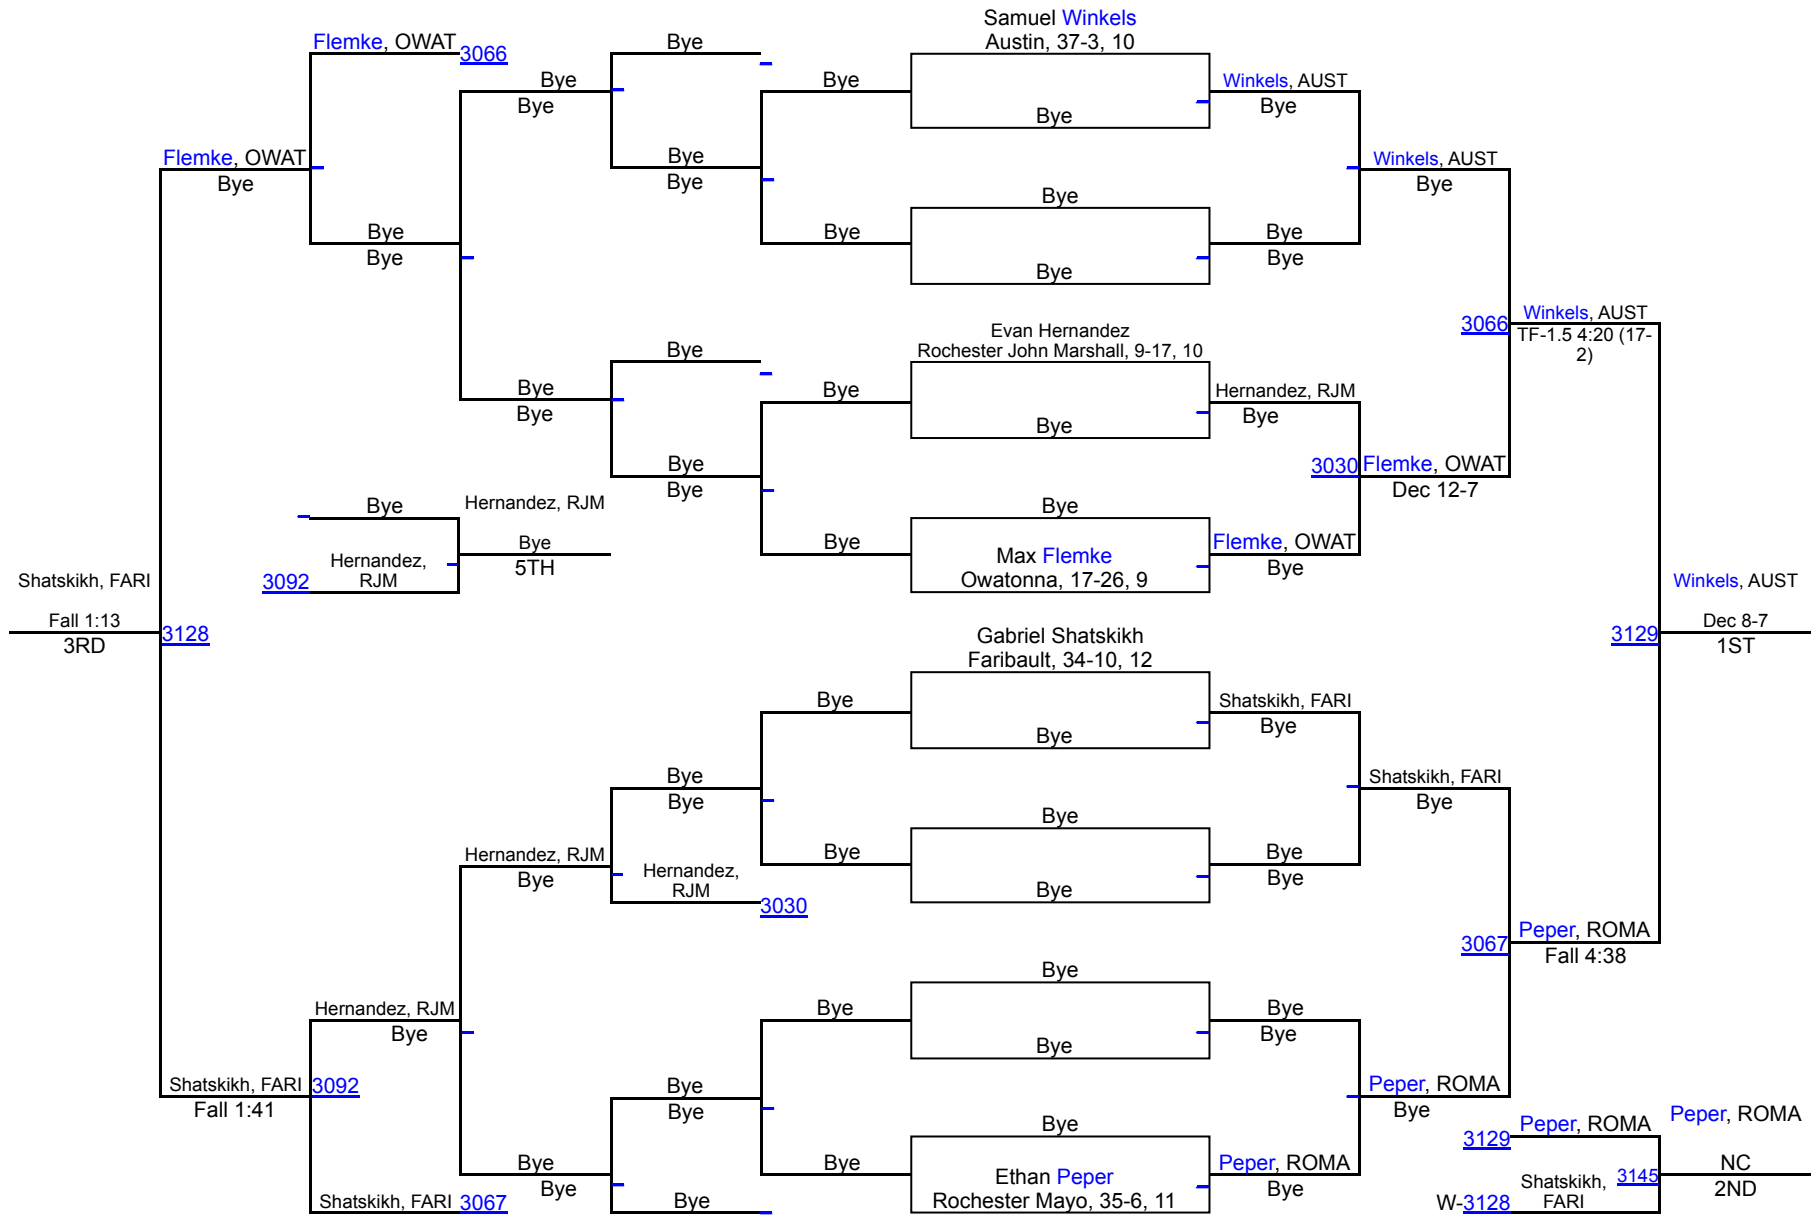 Samuel Winkels
Austin, 37-3, 10
Flemke, OWAT
3066
Bye
Bye
Bye
Bye
Winkels, AUST
Bye
Bye
Flemke, OWAT
Bye
Bye
Bye
Winkels, AUST
Bye
Bye
Bye
Bye
Bye
Bye
Bye
Bye
Bye
3066
Winkels, AUST
TF-1.5 4:20 (17-
2)
Evan Hernandez
Rochester John Marshall, 9-17, 10
Bye
Bye
Bye
Bye
Hernandez, RJM
Bye
Bye
Bye
Bye
3030
Flemke, OWAT
Dec 12-7
Bye
Hernandez, RJM
Bye
Bye
5TH
Hernandez,
RJM
3092
Bye
Max Flemke
Owatonna, 17-26, 9
Flemke, OWAT
Bye
Shatskikh, FARI
Fall 1:13
3RD
3128
Winkels, AUST
Dec 8-7
1ST
3129
Gabriel Shatskikh
Faribault, 34-10, 12
Bye
Bye
Shatskikh, FARI
Bye
Bye
Bye
Shatskikh, FARI
Bye
Bye
Bye
Bye
Bye
Bye
Hernandez, RJM
Bye
Hernandez,
RJM
3030
3067
Peper, ROMA
Fall 4:38
Bye
Bye
Bye
Bye
Bye
Hernandez, RJM
Bye
Shatskikh, FARI
3092
Fall 1:41
Bye
Bye
Peper, ROMA
Bye
Bye
Bye
Bye
Bye
Ethan Peper
Rochester Mayo, 35-6, 11
Peper, ROMA
Bye
Shatskikh, FARI
3067
Bye
3129
Peper, ROMA
Peper, ROMA
NC
2ND
Shatskikh,
FARI
3145
W-3128